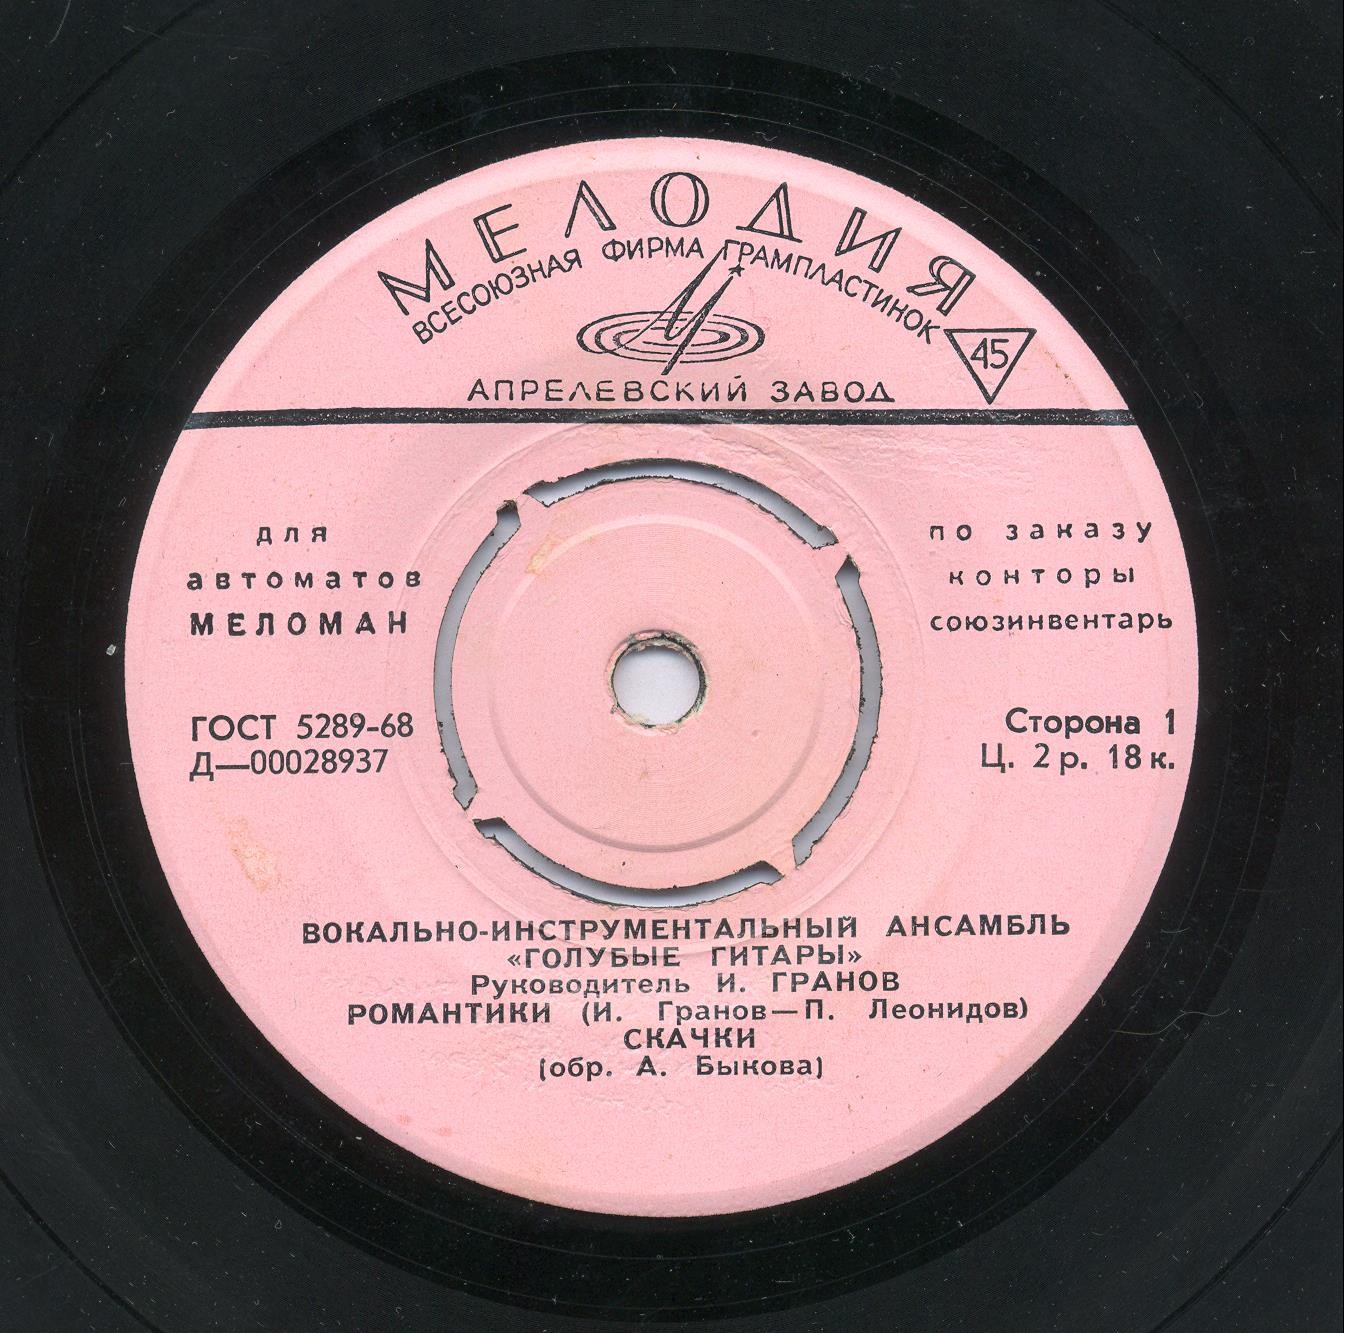 МЕЛОДИЯ
ВСЕСОЮЗНАЯ ФИРМА ГРАМПЛАСТИНОК
45
АПРЕЛЕВСКИЙ ЗАВОД
для
автоматов
МЕЛОМАН
по заказу
конторы
союзинвентарь
ГОСТ 5289-68
Д—00028937
Сторона 1
Ц. 2 р. 18 к.
ВОКАЛЬНО-ИНСТРУМЕНТАЛЬНЫЙ АНСАМБЛЬ
«ГОЛУБЫЕ ГИТАРЫ»
Руководитель И. ГРАНОВ
РОМАНТИКИ (И. Гранов—П. Леонидов)
СКАЧКИ
(обр. А. Быкова)